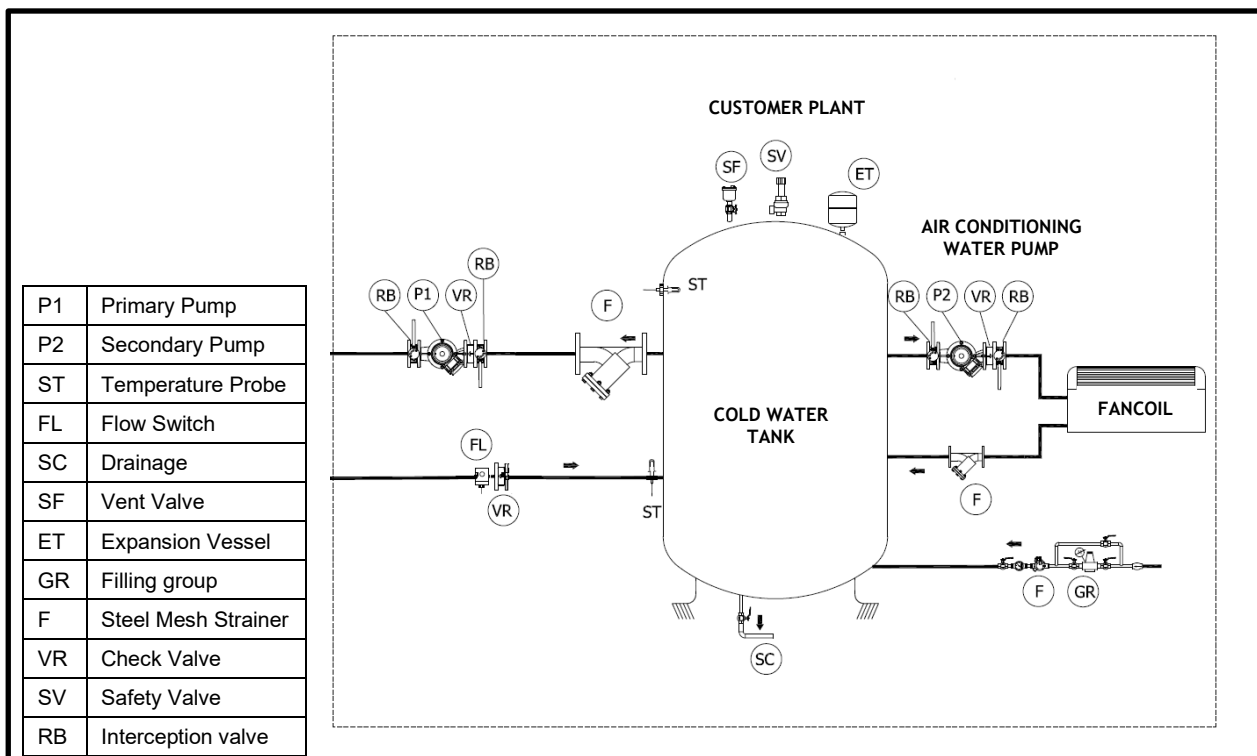 CUSTOMER PLANT
SF
SV
ET
AIR CONDITIONING
WATER PUMP
RB
RB
P1
VR
F
ST
RB
P2
VR
RB
COLD WATER
TANK
FANCOIL
FL
VR
ST
F
F
GR
SC
P1 Primary Pump
P2 Secondary Pump
ST Temperature Probe
FL Flow Switch
SC Drainage
SF Vent Valve
ET Expansion Vessel
GR Filling group
F Steel Mesh Strainer
VR Check Valve
SV Safety Valve
RB Interception valve